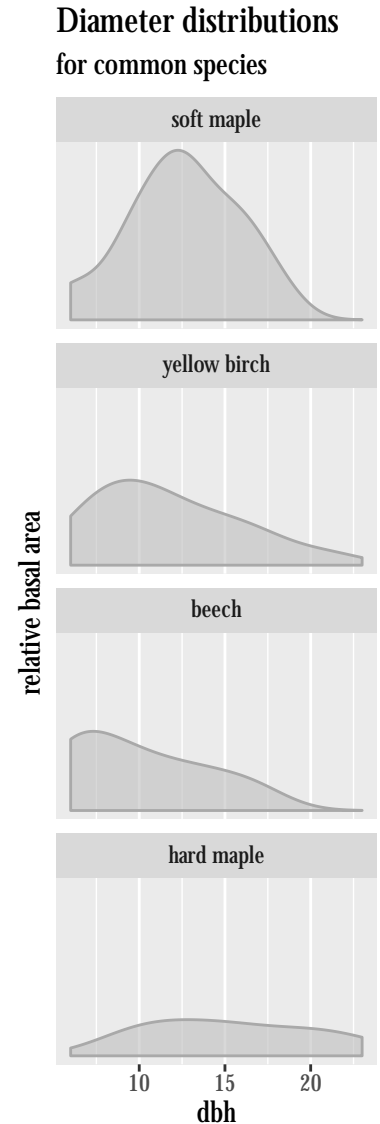 Diameter distributions
for common species
soft maple
yellow birch
relative basal area
beech
hard maple
10 15 20
dbh